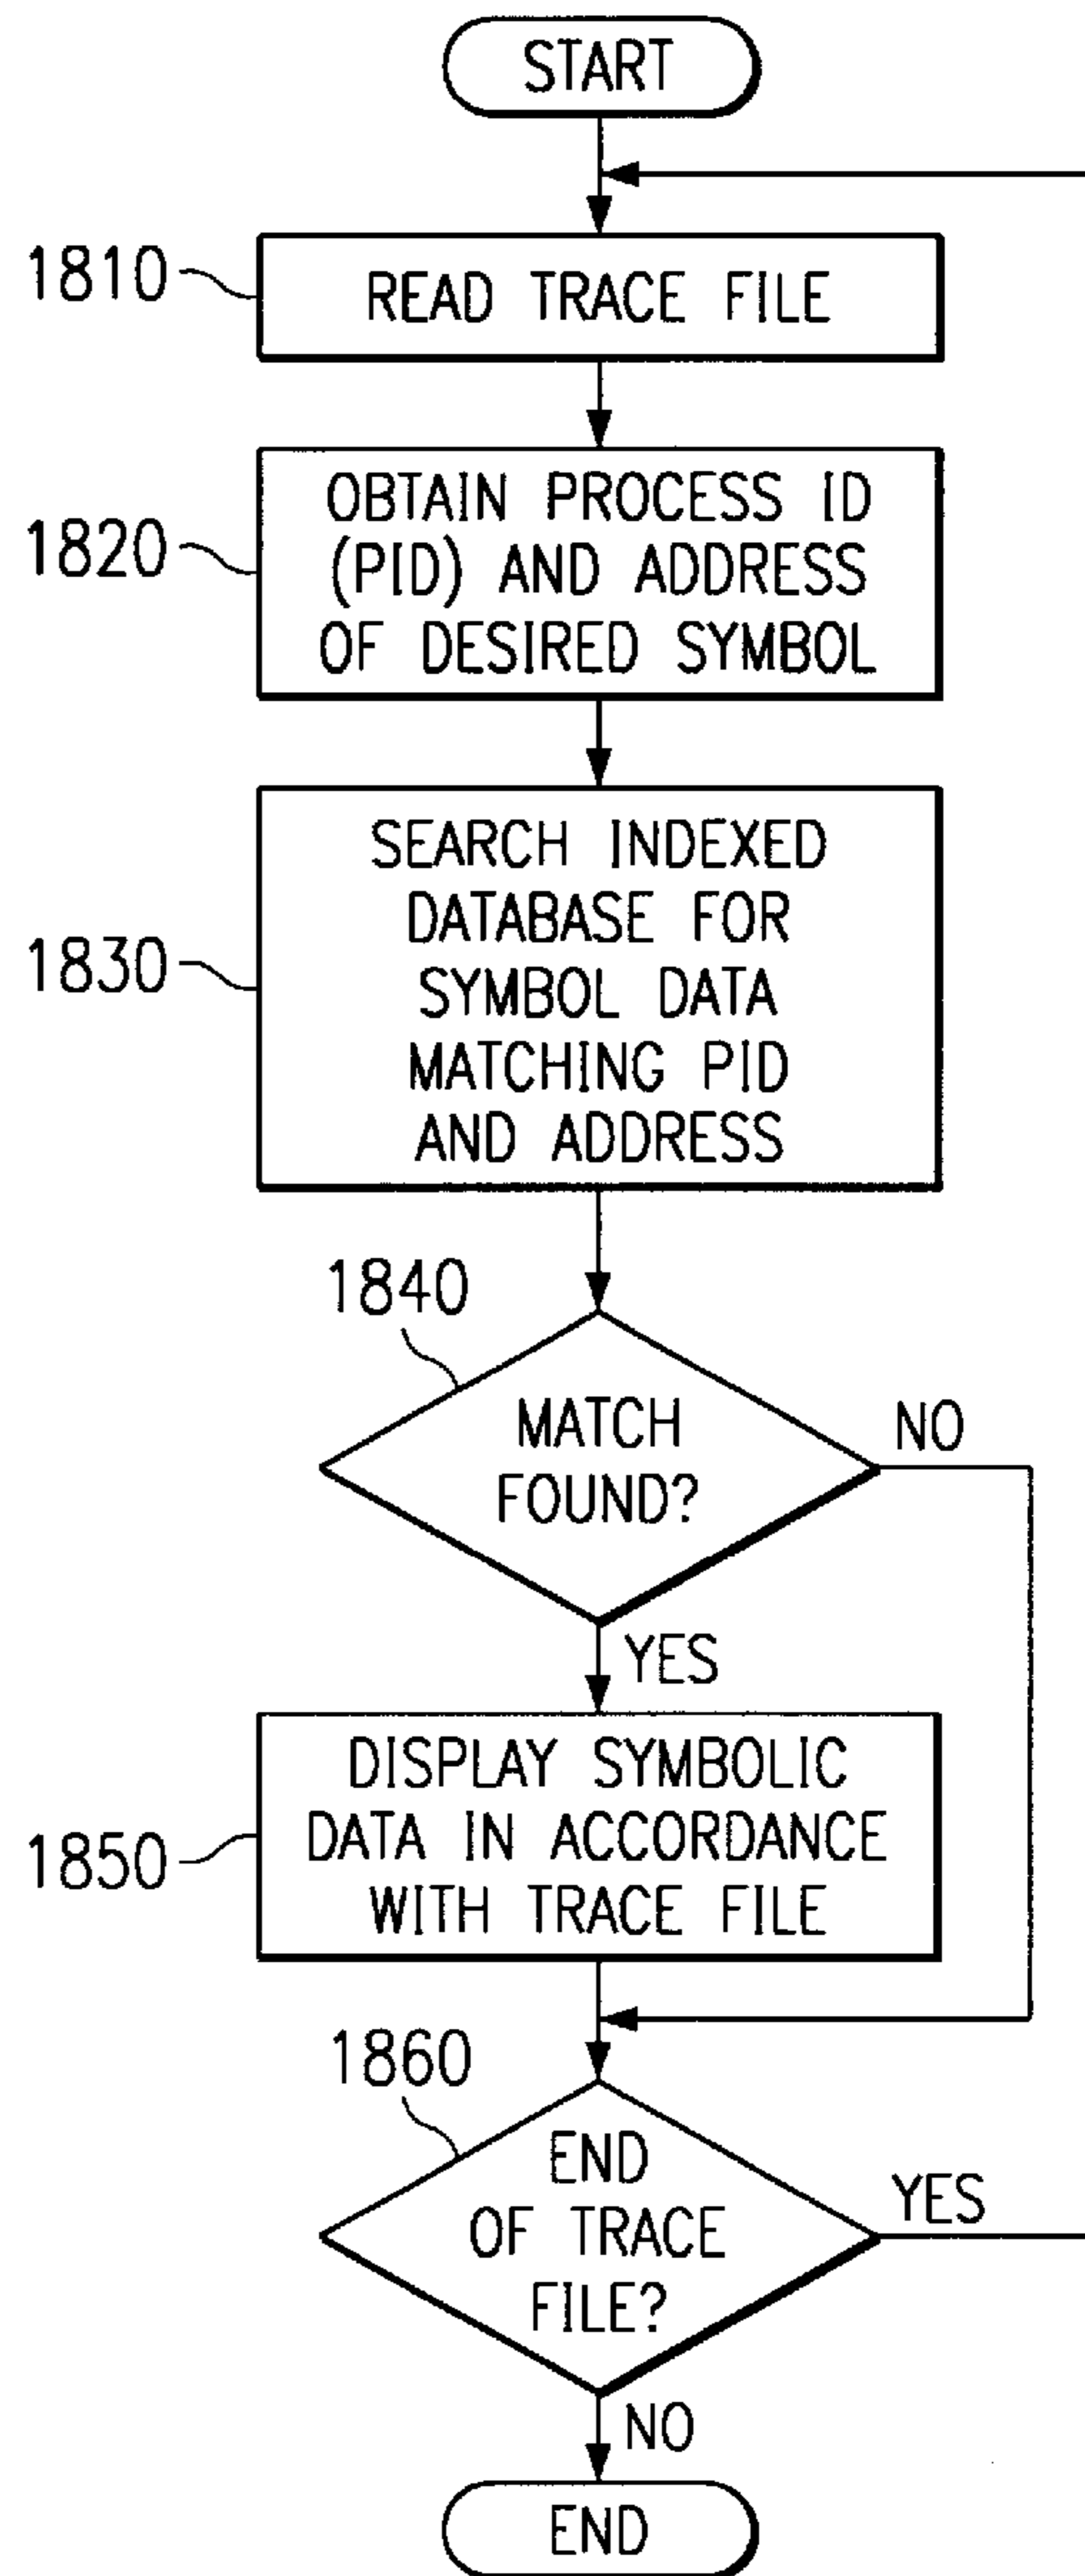 START
1810
READ TRACE FILE
1820
OBTAIN PROCESS ID
(PID) AND ADDRESS
OF DESIRED SYMBOL
1830
SEARCH INDEXED
DATABASE FOR
SYMBOL DATA
MATCHING PID
AND ADDRESS
1840
MATCH
FOUND?
NO
YES
1850
DISPLAY SYMBOLIC
DATA IN ACCORDANCE
WITH TRACE FILE
1860
END
OF TRACE
FILE?
YES
NO
END